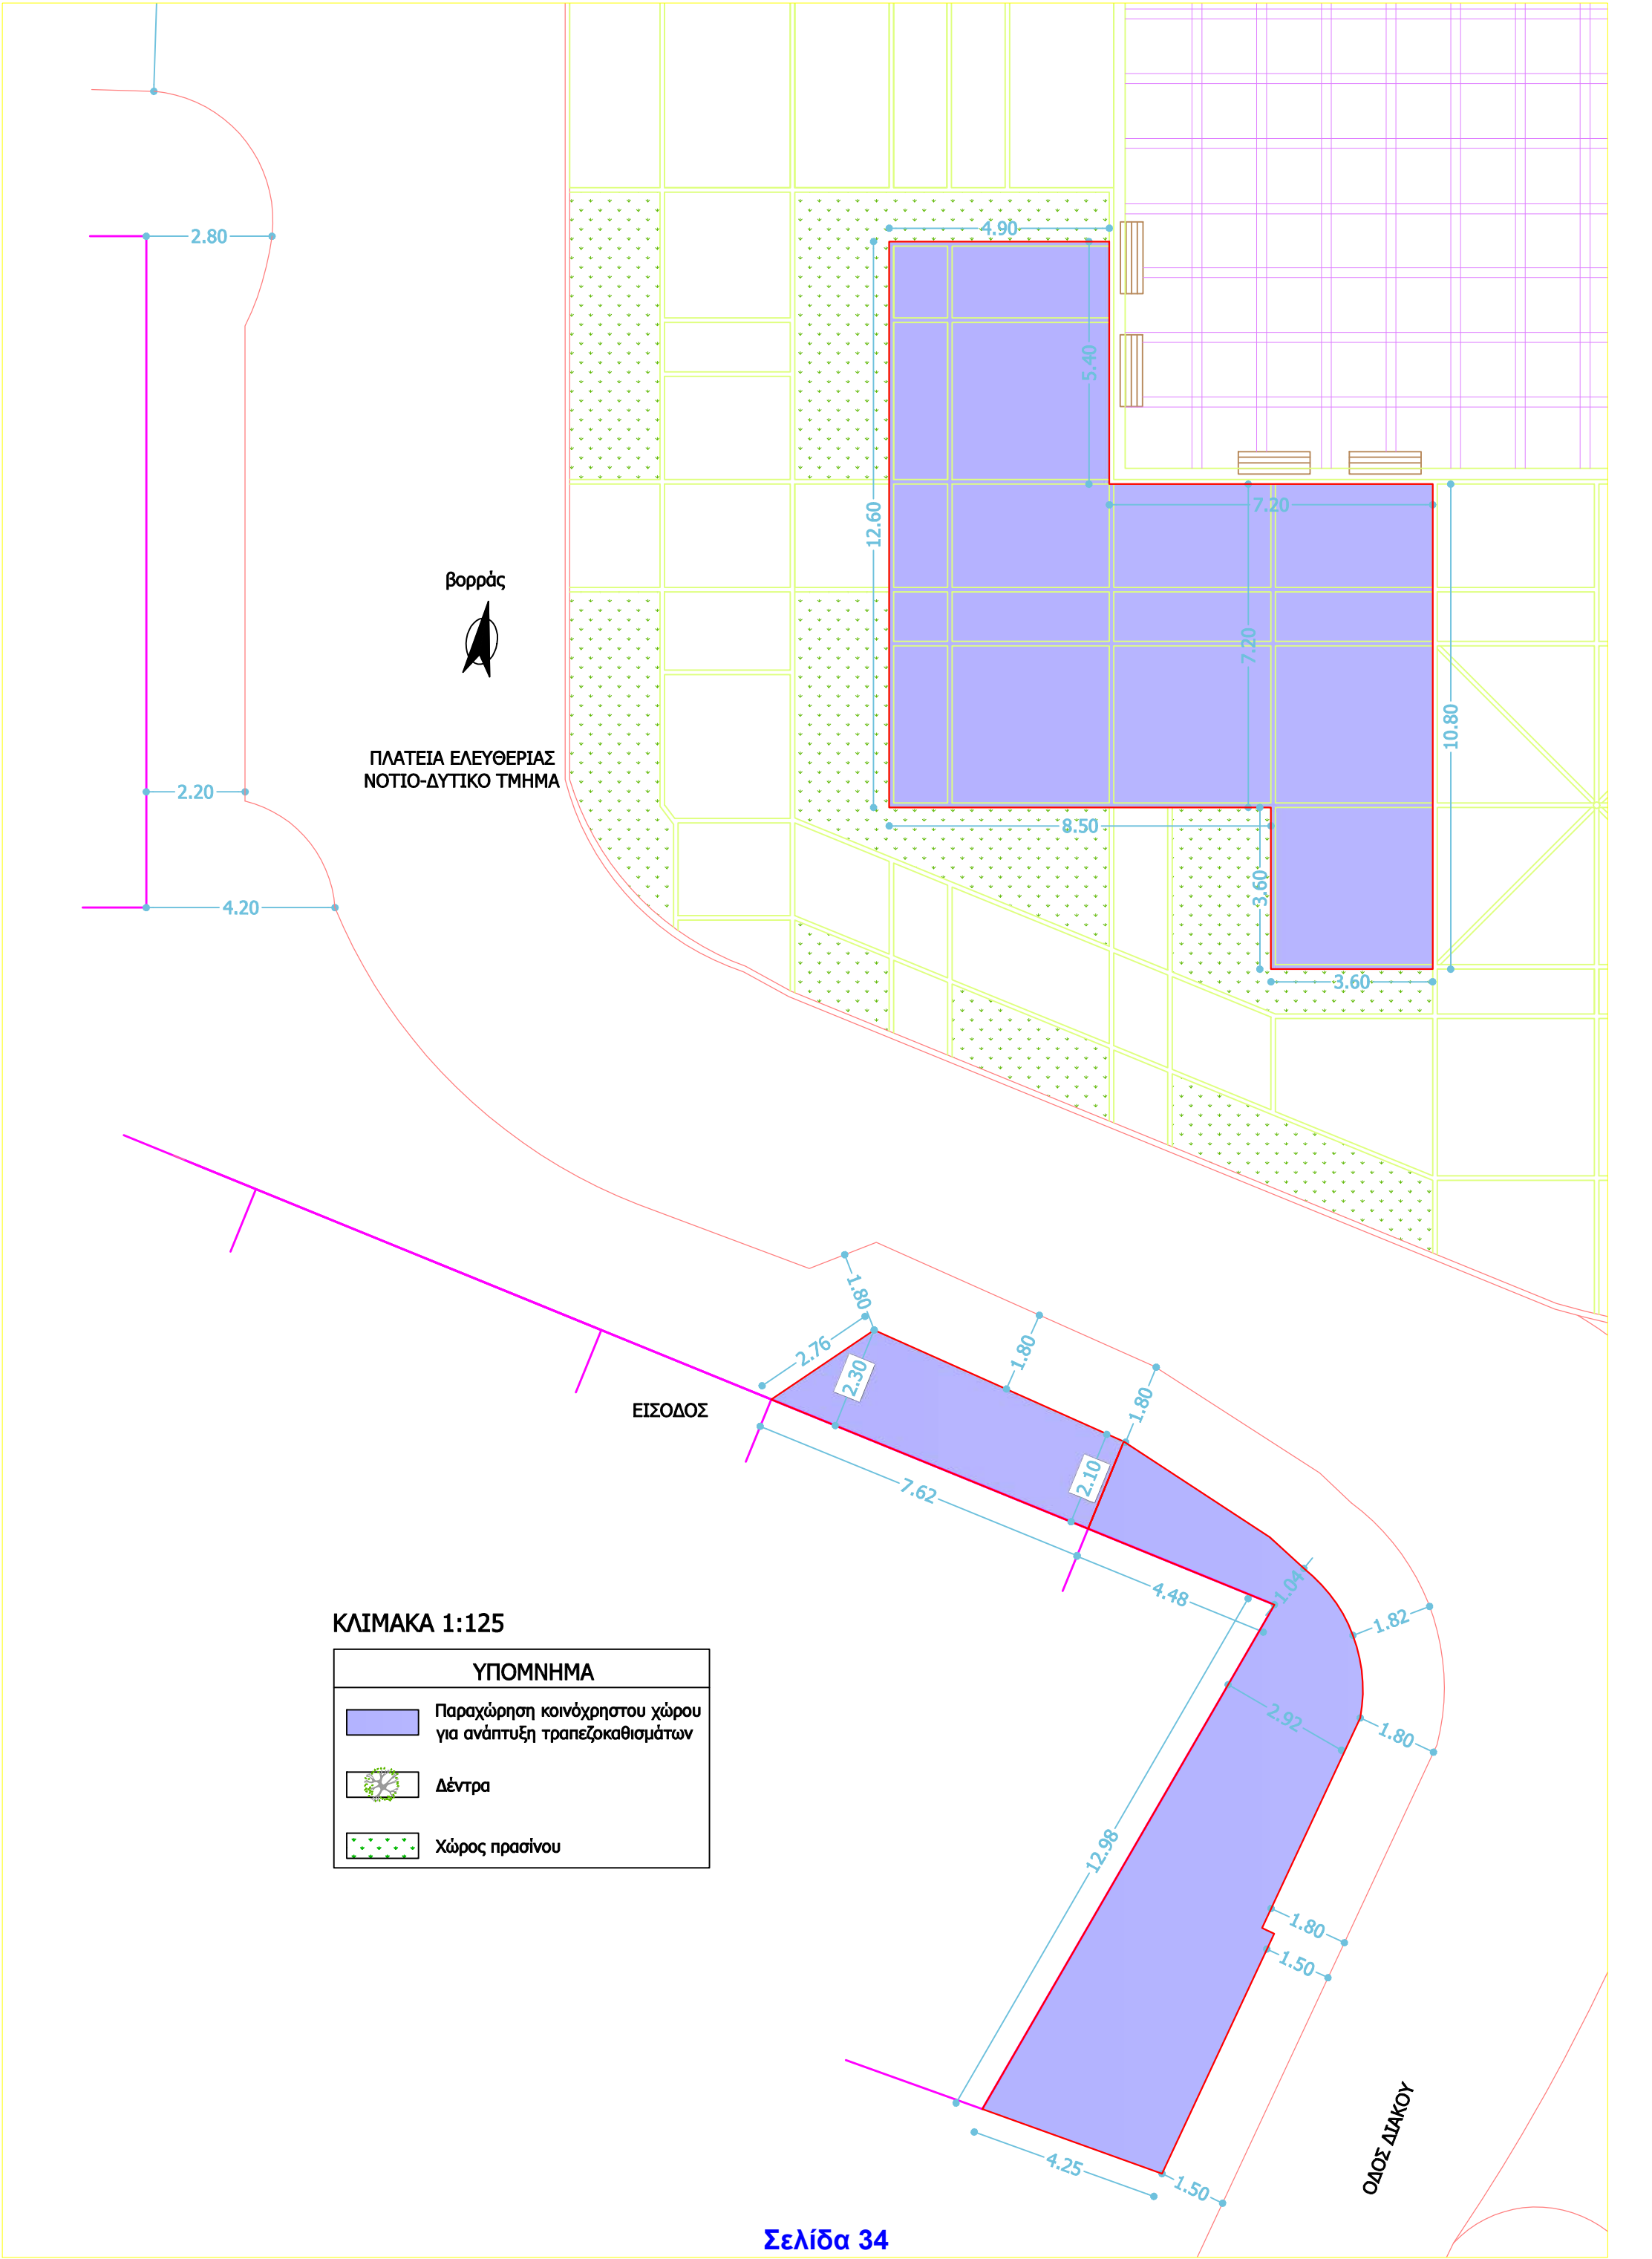 2.80
4.90
5.40
7.20
12.60
βορράς
7.20
10.80
ΠΛΑΤΕΙΑ ΕΛΕΥΘΕΡΙΑΣ
ΝΟΤΙΟ-ΔΥΤΙΚΟ ΤΜΗΜΑ
2.20
8.50
3.60
4.20
3.60
1.80
2.76
2.30
1.80
1.80
ΕΙΣΟΔΟΣ
2.10
7.62
4.48
1.04
1.82
2.92
1.80
ΚΛΙΜΑΚΑ 1:125
ΥΠΟΜΝΗΜΑ
Παραχώρηση κοινόχρηστου χώρου
για ανάπτυξη τραπεζοκαθισμάτων
Δέντρα
Χώρος πρασίνου
12.98
1.80
1.50
4.25
1.50
ΟΔΟΣ ΔΙΑΚΟΥ
Σελίδα 34